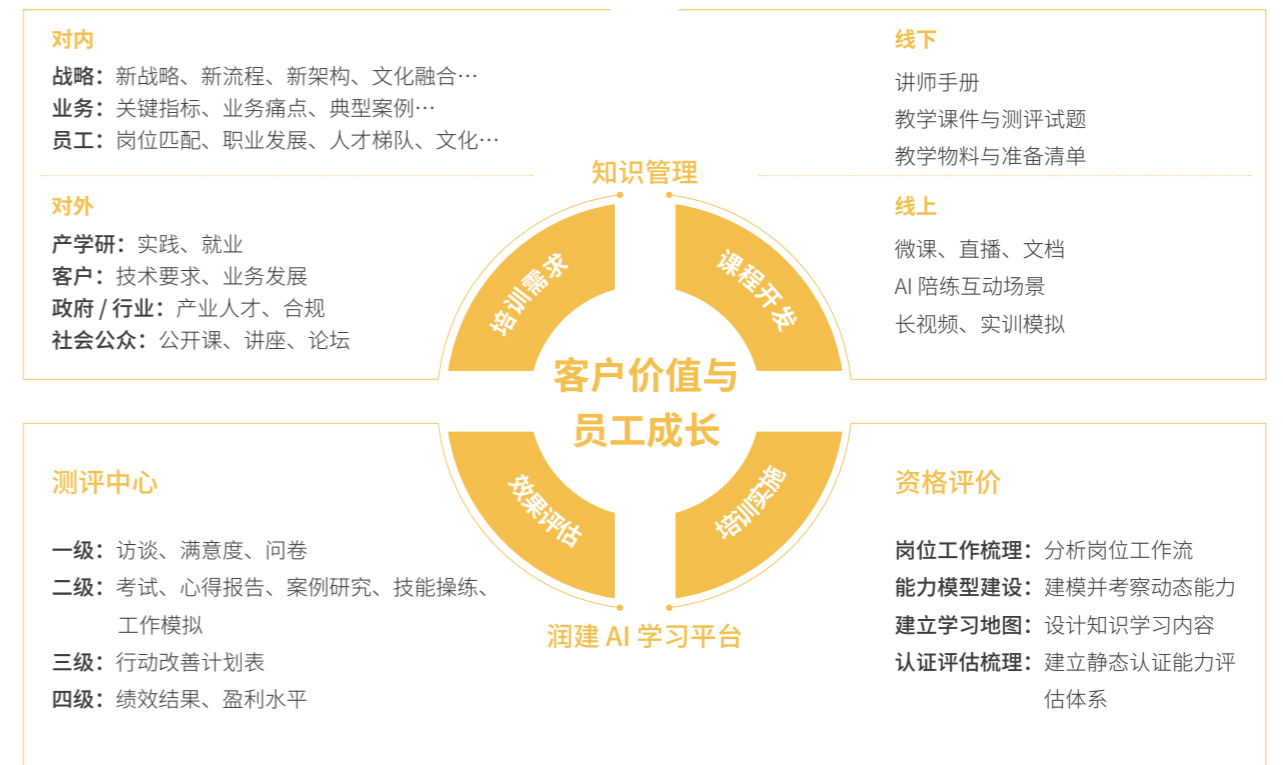 对内
战略：新战略、新流程、新架构、文化融合…
业务：关键指标、业务痛点、典型案例…
员工：岗位匹配、职业发展、人才梯队、文化…
对外
产学研：实践、就业
客户：技术要求、业务发展
政府 / 行业：产业人才、合规
社会公众：公开课、讲座、论坛
线下
讲师手册
教学课件与测评试题
教学物料与准备清单
线上
微课、直播、文档
AI 陪练互动场景
长视频、实训模拟
知识管理
培训需求
课程开发
客户价值与
员工成长
效果评估
培训实施
润建 AI 学习平台
测评中心
一级：访谈、满意度、问卷
二级：考试、心得报告、案例研究、技能操练、
工作模拟
三级：行动改善计划表
四级：绩效结果、盈利水平
资格评价
岗位工作梳理：分析岗位工作流
能力模型建设：建模并考察动态能力
建立学习地图：设计知识学习内容
认证评估梳理：建立静态认证能力评
估体系